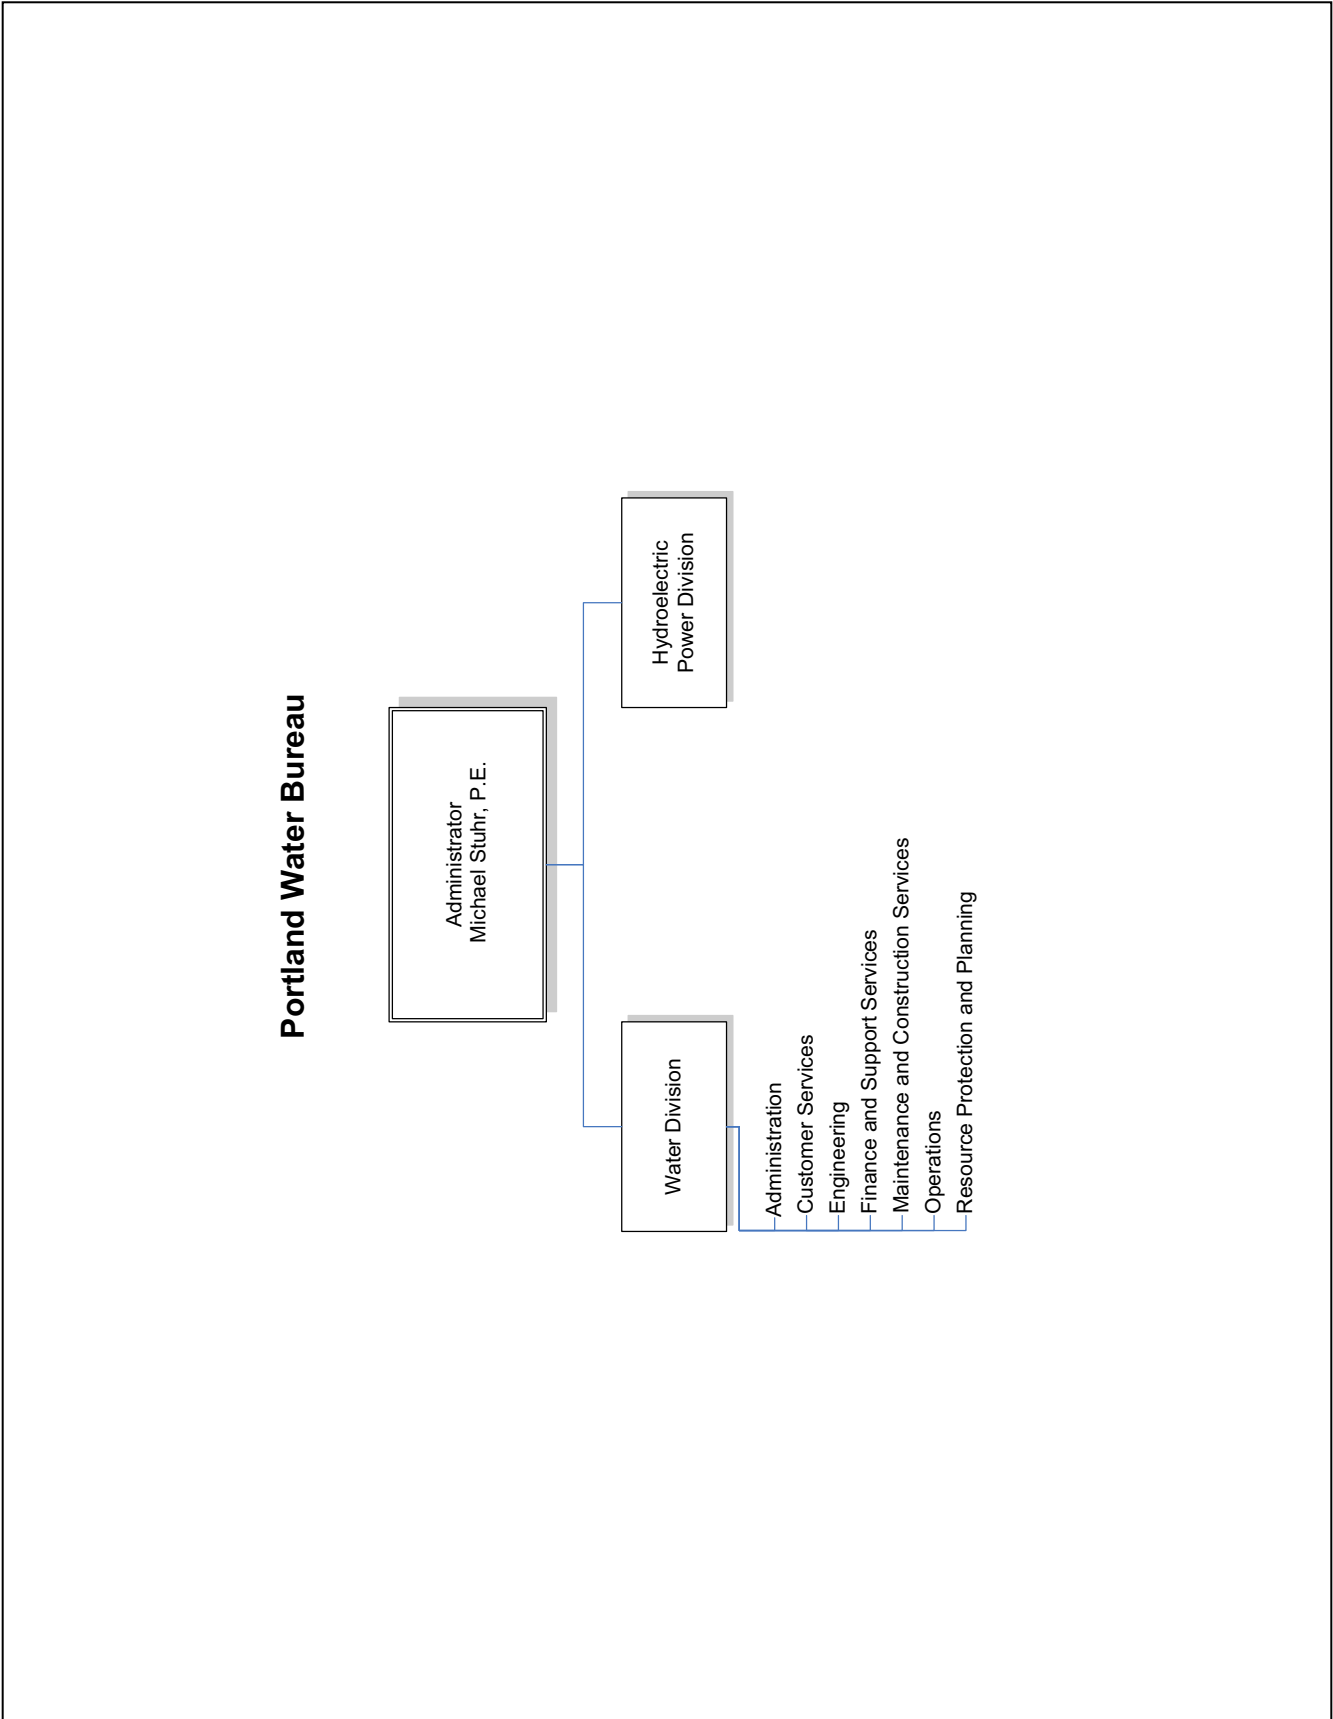 Portland Water Bureau
Administrator
Michael Stuhr, P.E.
Water Division
Hydroelectric
Power Division
Administration
Customer Services
Engineering
Finance and Support Services
Maintenance and Construction Services
Operations
Resource Protection and Planning